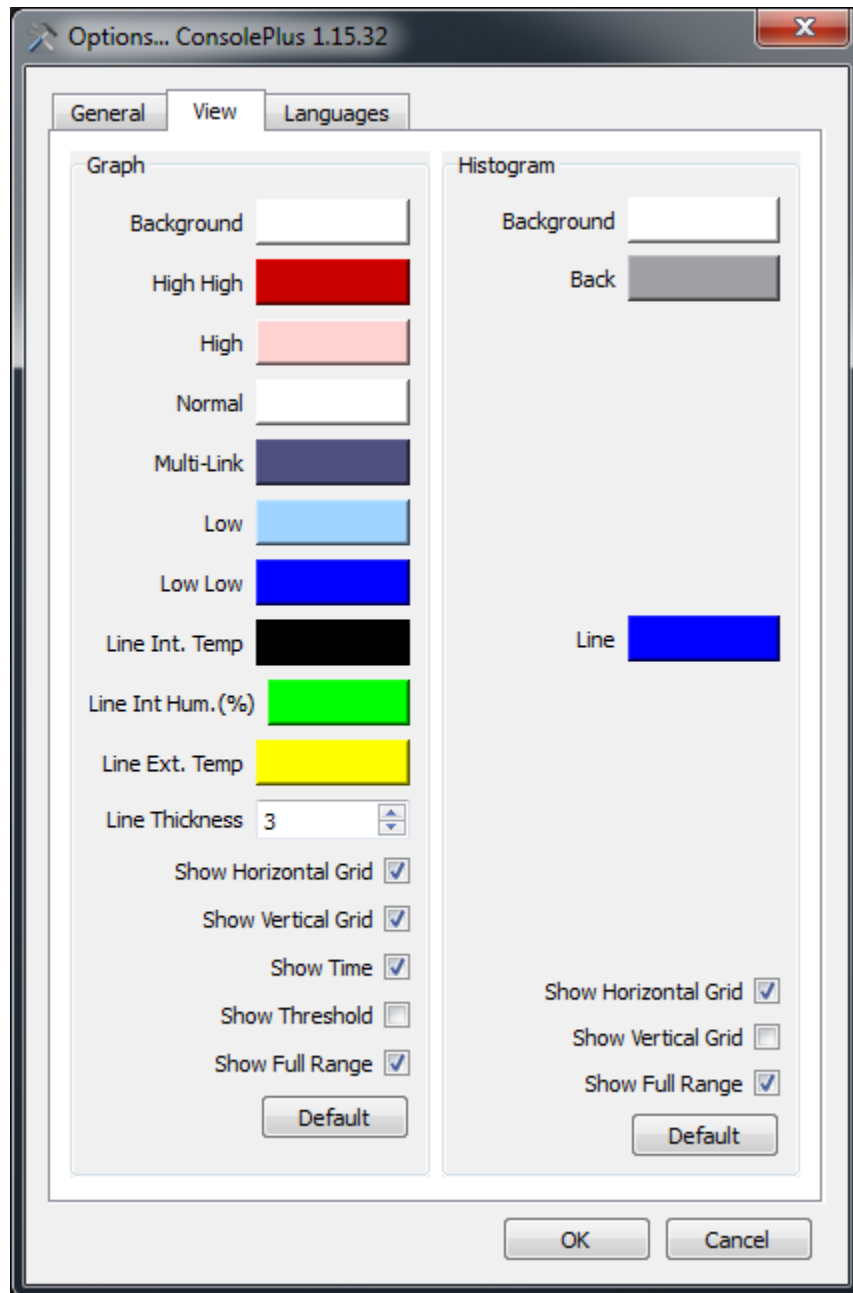 Options... ConsolePlus 1.15.32
General
View
Languages
Graph
Background
High High
High
Normal
Multi-Link
Low
Low Low
Line Int. Temp
Line Int Hum.(%)
Line Ext. Temp
Line Thickness 3
Show Horizontal Grid
Show Vertical Grid
Show Time
Show Threshold
Show Full Range
Default
Histogram
Background
Back
Line
Show Horizontal Grid
Show Vertical Grid
Show Full Range
Default
OK
Cancel